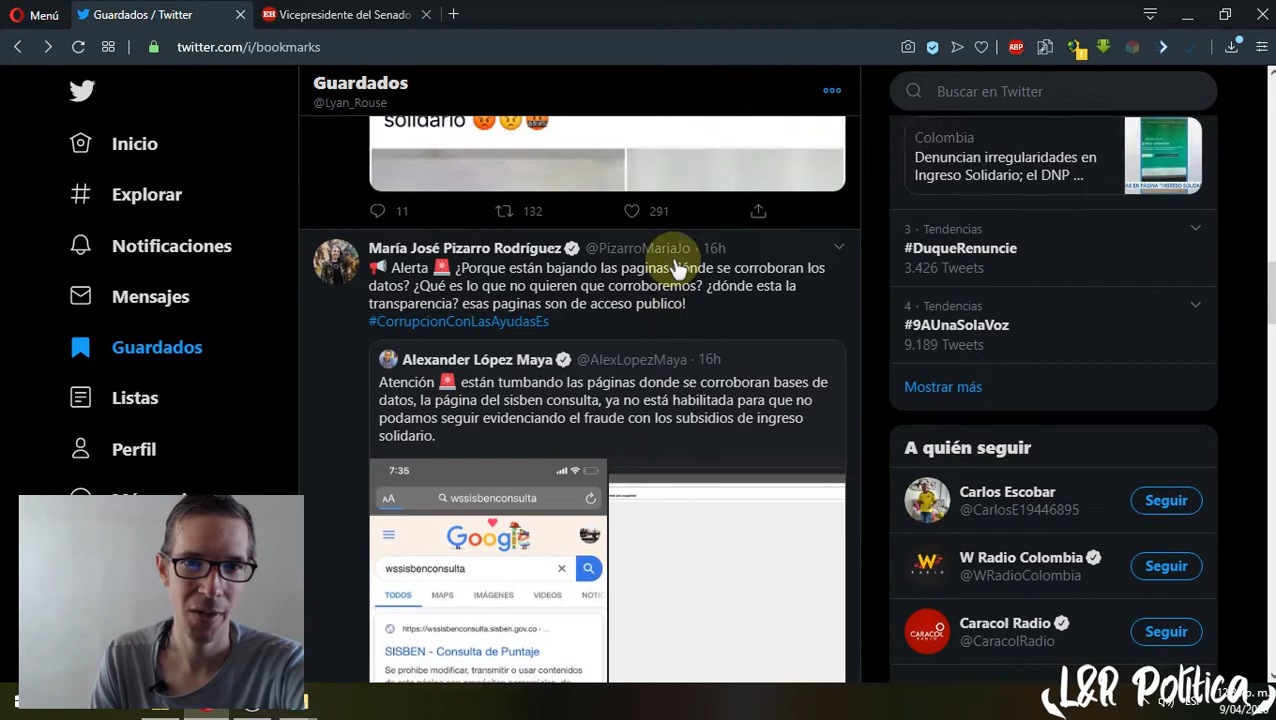 Menú
Guardados / Twitter
Vicepresidente del Senado
twitter.com/i/bookmarks
ABP
Guardados
@Lyan_Rouse
Inicio
Explorar
Notificaciones
Mensajes
Guardados
Listas
Perfil
solidario
11 132 291
María José Pizarro Rodríguez @PizarroMariaJo · 16h
Alerta ¿Porque están bajando las paginas dónde se corroboran los
datos? ¿Qué es lo que no quieren que corroboremos? ¿dónde esta la
transparencia? esas paginas son de acceso publico!
#CorrupcionConLasAyudasEs
Alexander López Maya @AlexLopezMaya · 16h
Atención están tumbando las páginas donde se corroboran bases de
datos, la página del sisben consulta, ya no está habilitada para que no
podamos seguir evidenciando el fraude con los subsidios de ingreso
solidario.
7:35
AA wssisbenconsulta
Google
wssisbenconsulta
TODOS MAPS IMÁGENES VIDEOS NOTIC
https://wssisbenconsulta.sisben.gov.co › ...
SISBEN - Consulta de Puntaje
Se prohibe modificar, transmitir o usar contenidos
Buscar en Twitter
Colombia
Denuncian irregularidades en
Ingreso Solidario; el DNP ...
3 · Tendencias
#DuqueRenuncie
3.426 Tweets
4 · Tendencias
#9AUnaSolaVoz
9.189 Tweets
Mostrar más
A quién seguir
Carlos Escob
@CarlosE19446895
Seguir
W Radio Colombia
@WRadioColombia
Seguir
W
RADIO
Caracol Radio
@CaracolRadio
Seguir
CARACOL
L&R Política